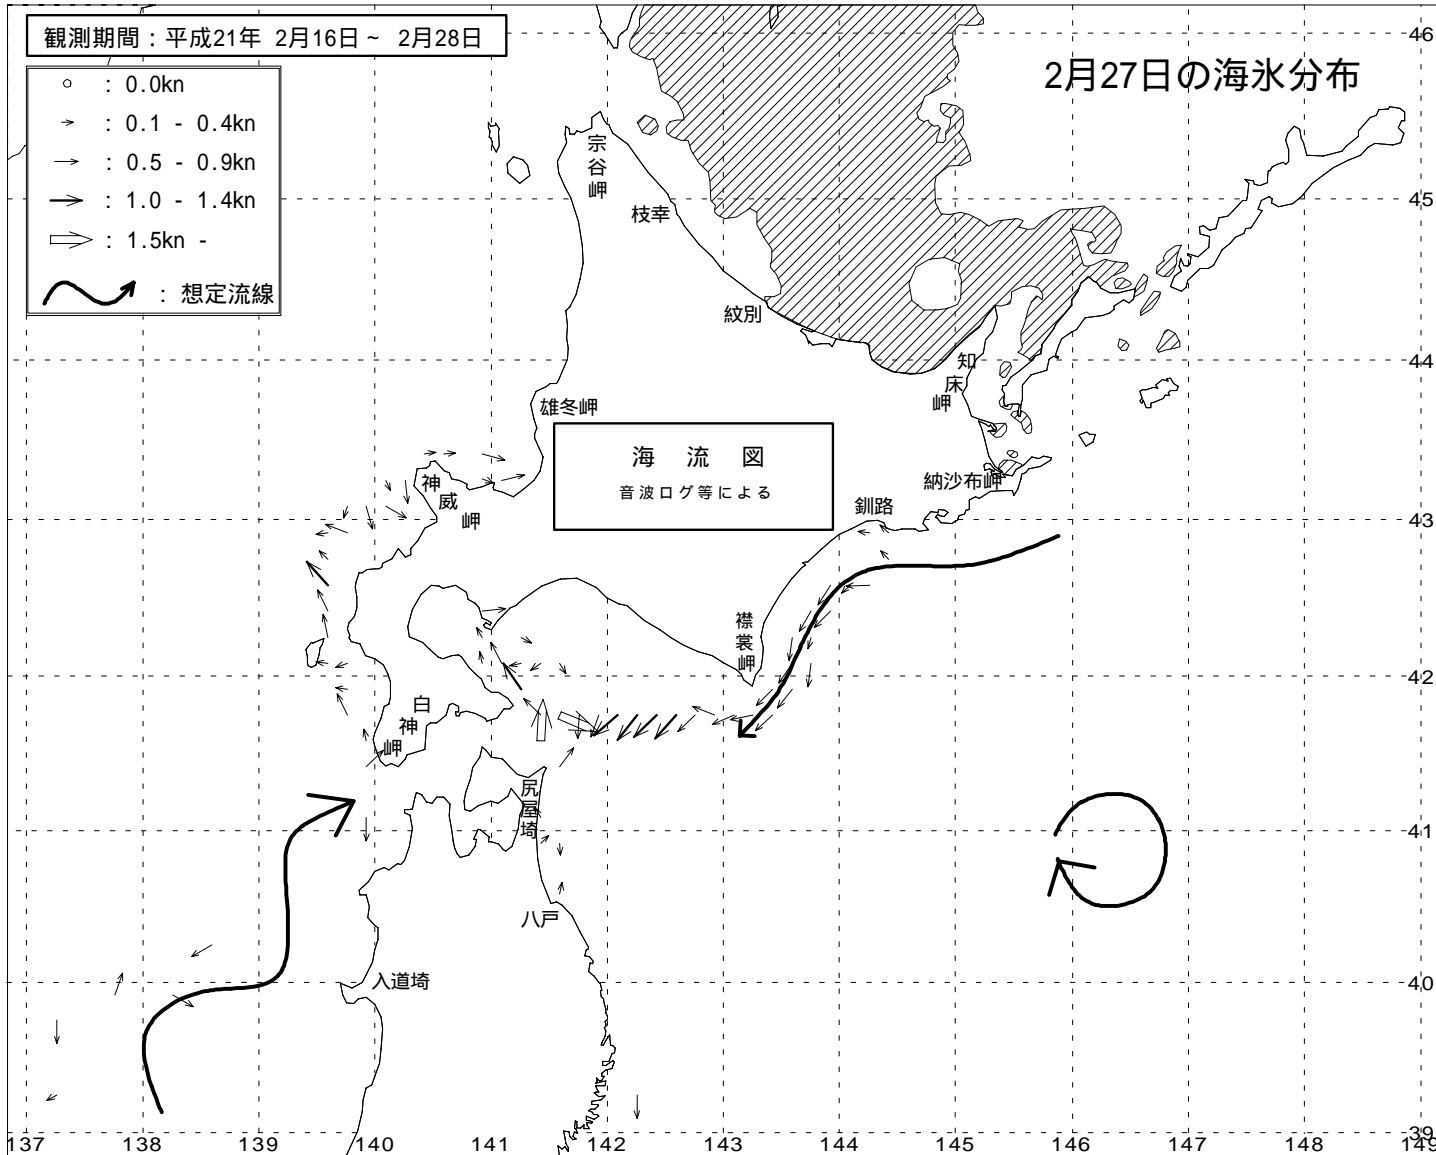 観測期間：平成21年 2月16日～ 2月28日
2月27日の海氷分布
：0.0kn
：0.1 - 0.4kn
：0.5 - 0.9kn
：1.0 - 1.4kn
：1.5kn -
：想定流線
宗谷岬
枝幸
紋別
知床岬
雄冬岬
海 流 図
音波ログ等による
納沙布岬
神威岬
釧路
襟裳岬
白神岬
尻屋埼
八戸
入道埼
46
45
44
43
42
41
40
39
137 138 139 140 141 142 143 144 145 146 147 148 149